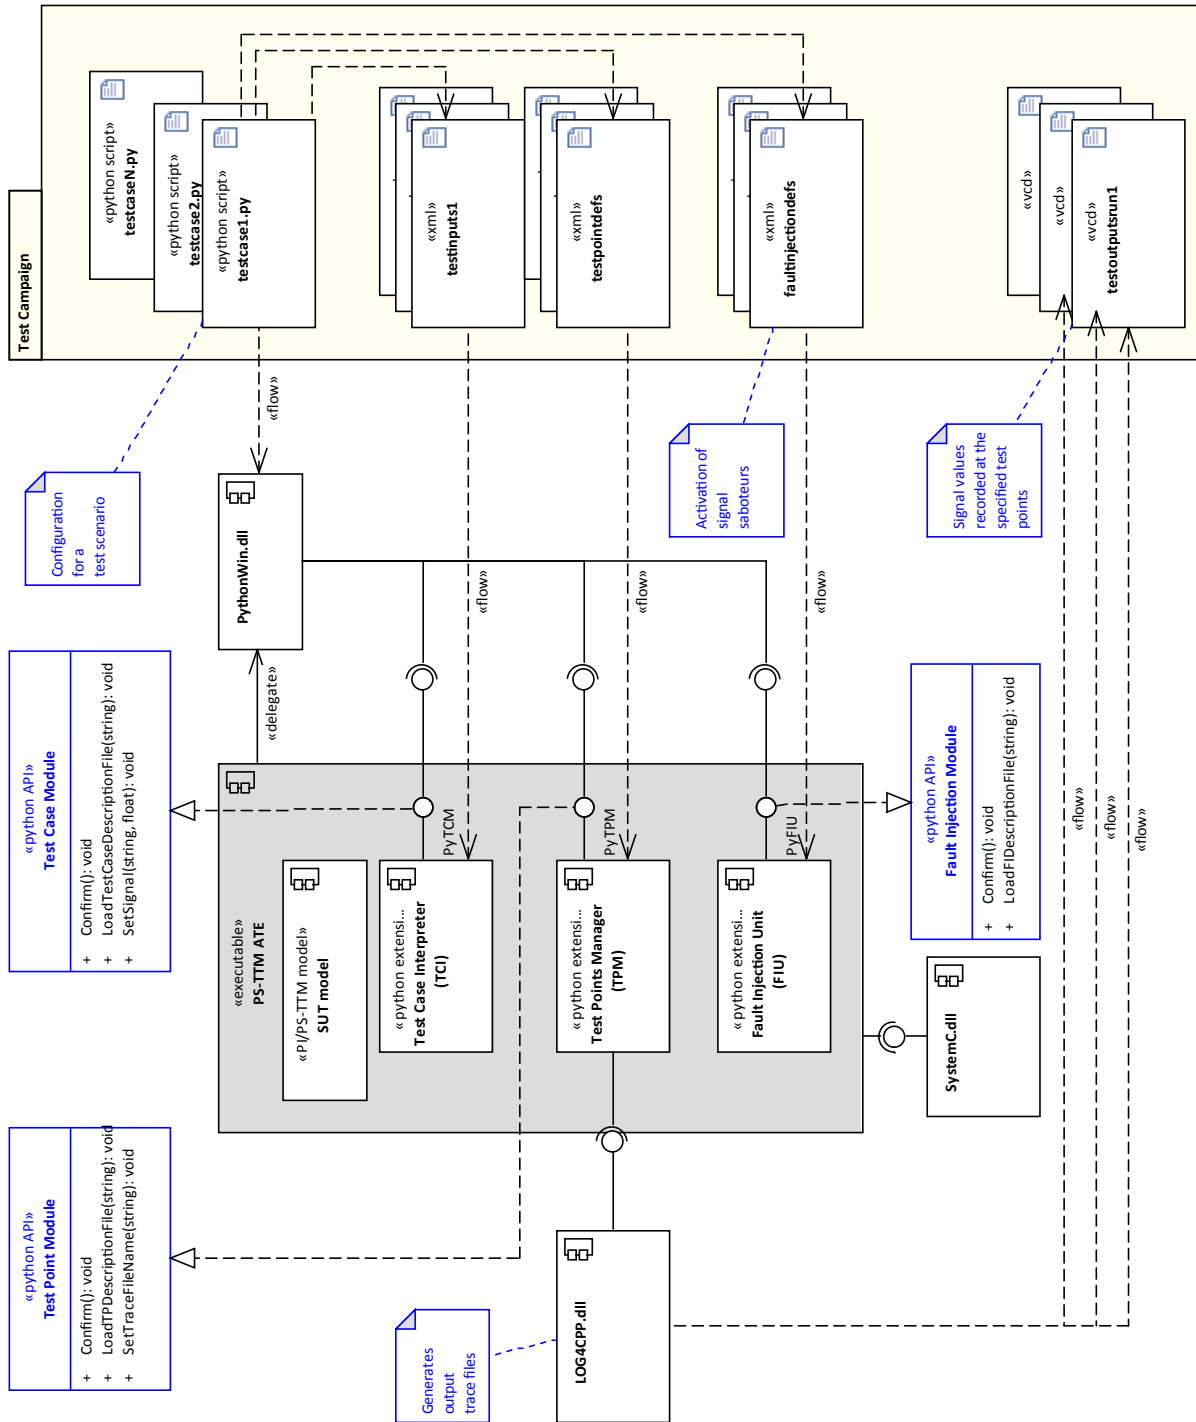 «python API»
Test Point Module
+ Confirm(): void
+ LoadTPDescriptionFile(string): void
+ SetTraceFileName(string): void
«python API»
Test Case Module
+ Confirm(): void
+ LoadTestCaseDescriptionFile(string): void
+ SetSignal(string, float): void
Configuration
for a
test scenario
Test Campaign
«python script»
testcaseN.py
«python script»
testcase2.py
«python script»
testcase1.py
«executable»
PS-TTM ATE
«delegate»
PythonWin.dll
«flow»
«PI/PS-TTM model»
SUT model
«python extensi...
Test Case Interpreter
(TCI)
PyTCM
«flow»
«xml»
testinputs1
Generates
output
trace files
LOG4CPP.dll
«python extensi...
Test Points Manager
(TPM)
PyTPM
«flow»
«xml»
testpointdefs
«python extensi...
Fault Injection Unit
(FIU)
PyFIU
«flow»
Activation of
signal
saboteurs
«xml»
faultinjectiondefs
SystemC.dll
«python API»
Fault Injection Module
+ Confirm(): void
+ LoadFIDescriptionFile(string): void
Signal values
recorded at the
specified test
points
«flow»
«flow»
«flow»
«vcd»
«vcd»
«vcd»
testoutputsrun1